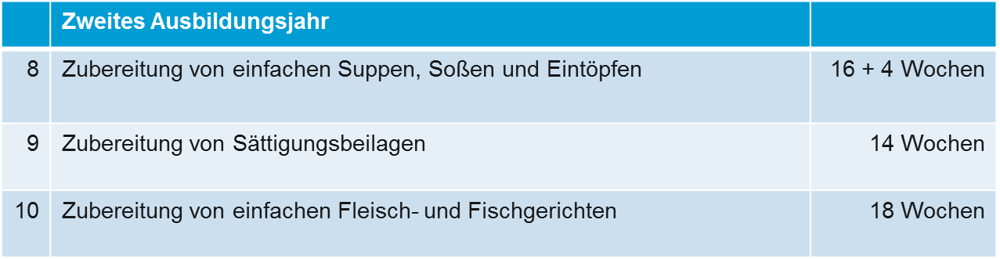 Zweites Ausbildungsjahr
8 Zubereitung von einfachen Suppen, Soßen und Eintöpfen 16 + 4 Wochen
9 Zubereitung von Sättigungsbeilagen 14 Wochen
10 Zubereitung von einfachen Fleisch- und Fischgerichten 18 Wochen